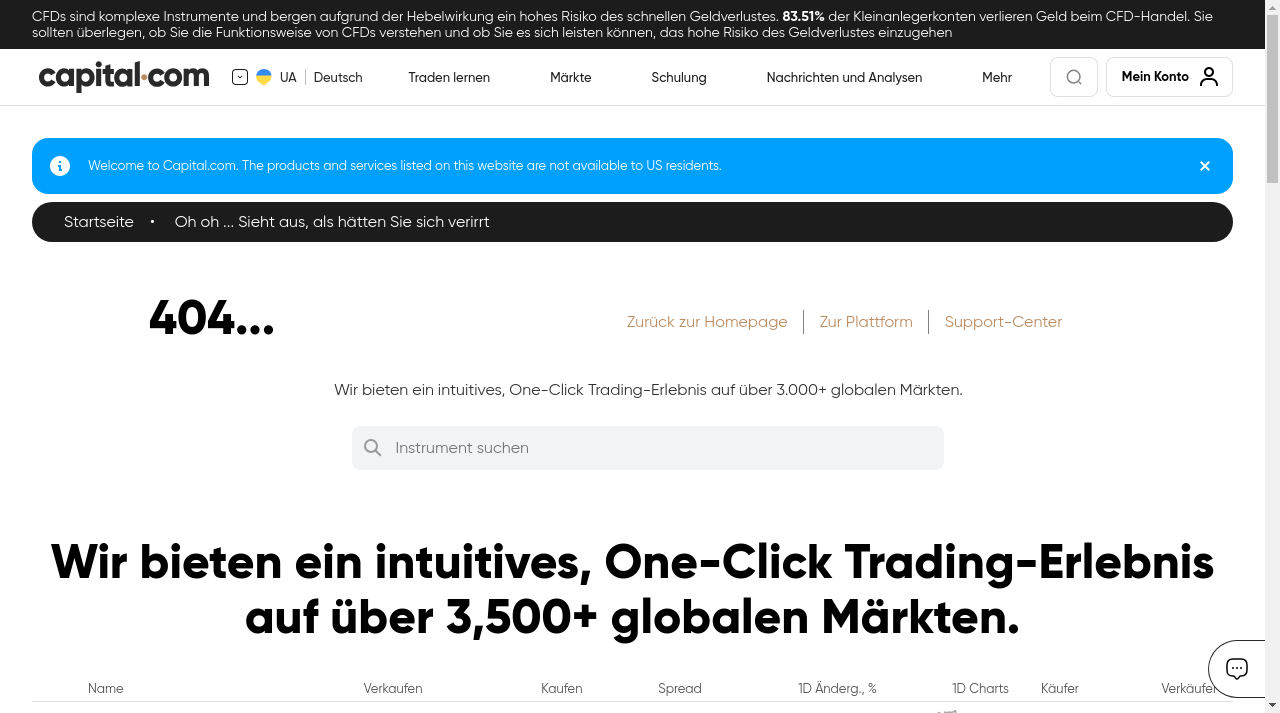 CFDs sind komplexe Instrumente und bergen aufgrund der Hebelwirkung ein hohes Risiko des schnellen Geldverlustes. 83.51% der Kleinanlegerkonten verlieren Geld beim CFD-Handel. Sie
sollten überlegen, ob Sie die Funktionsweise von CFDs verstehen und ob Sie es sich leisten können, das hohe Risiko des Geldverlustes einzugehen
capital.com UA Deutsch Traden lernen Märkte Schulung Nachrichten und Analysen Mehr Mein Konto
Welcome to Capital.com. The products and services listed on this website are not available to US residents.
Startseite • Oh oh ... Sieht aus, als hätten Sie sich verirrt
404... Zurück zur Homepage Zur Plattform Support-Center
Wir bieten ein intuitives, One-Click Trading-Erlebnis auf über 3.000+ globalen Märkten.
Instrument suchen
Wir bieten ein intuitives, One-Click Trading-Erlebnis
auf über 3,500+ globalen Märkten.
Name Verkaufen Kaufen Spread 1D Änderg., % 1D Charts Käufer Verkäufer